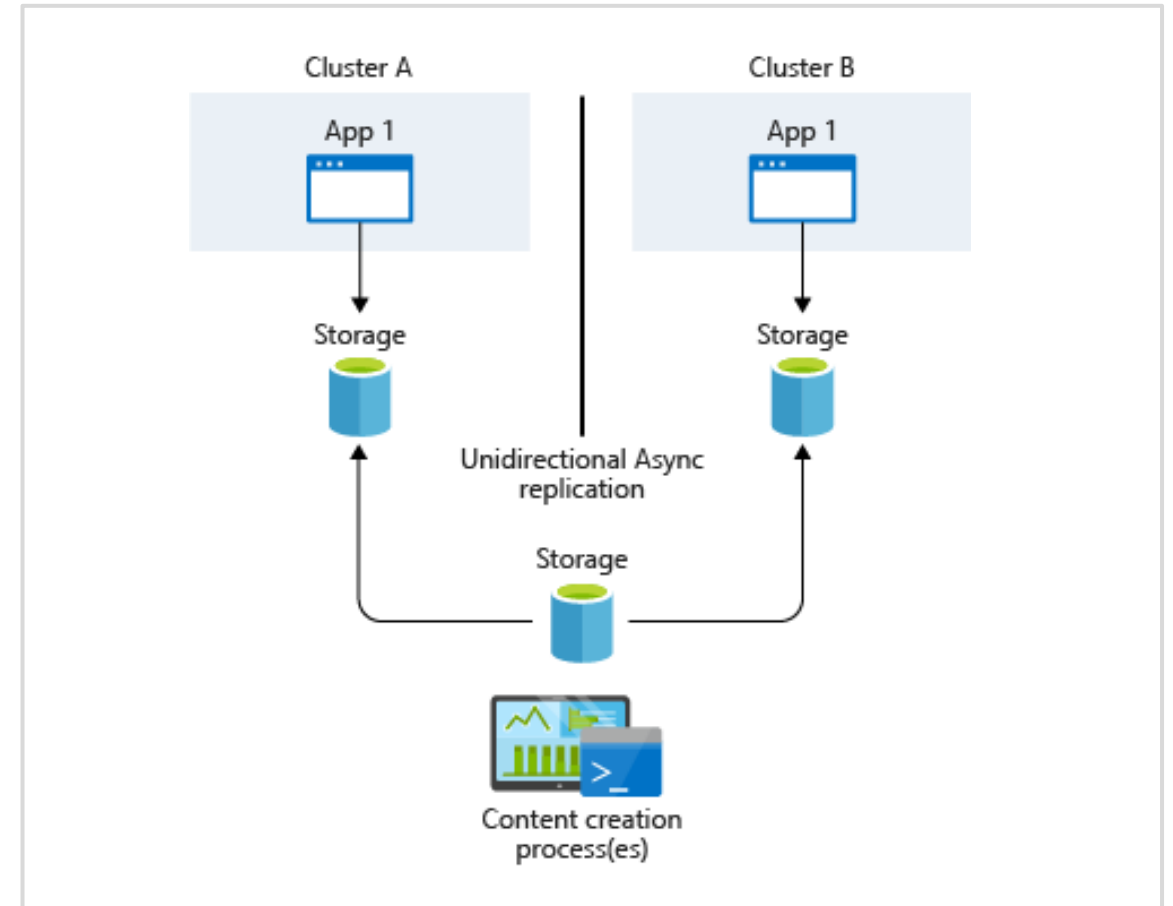 Cluster A
Cluster B
App 1
App 1
Storage
Storage
Unidirectional Async
replication
Storage
>_
Content creation
process(es)